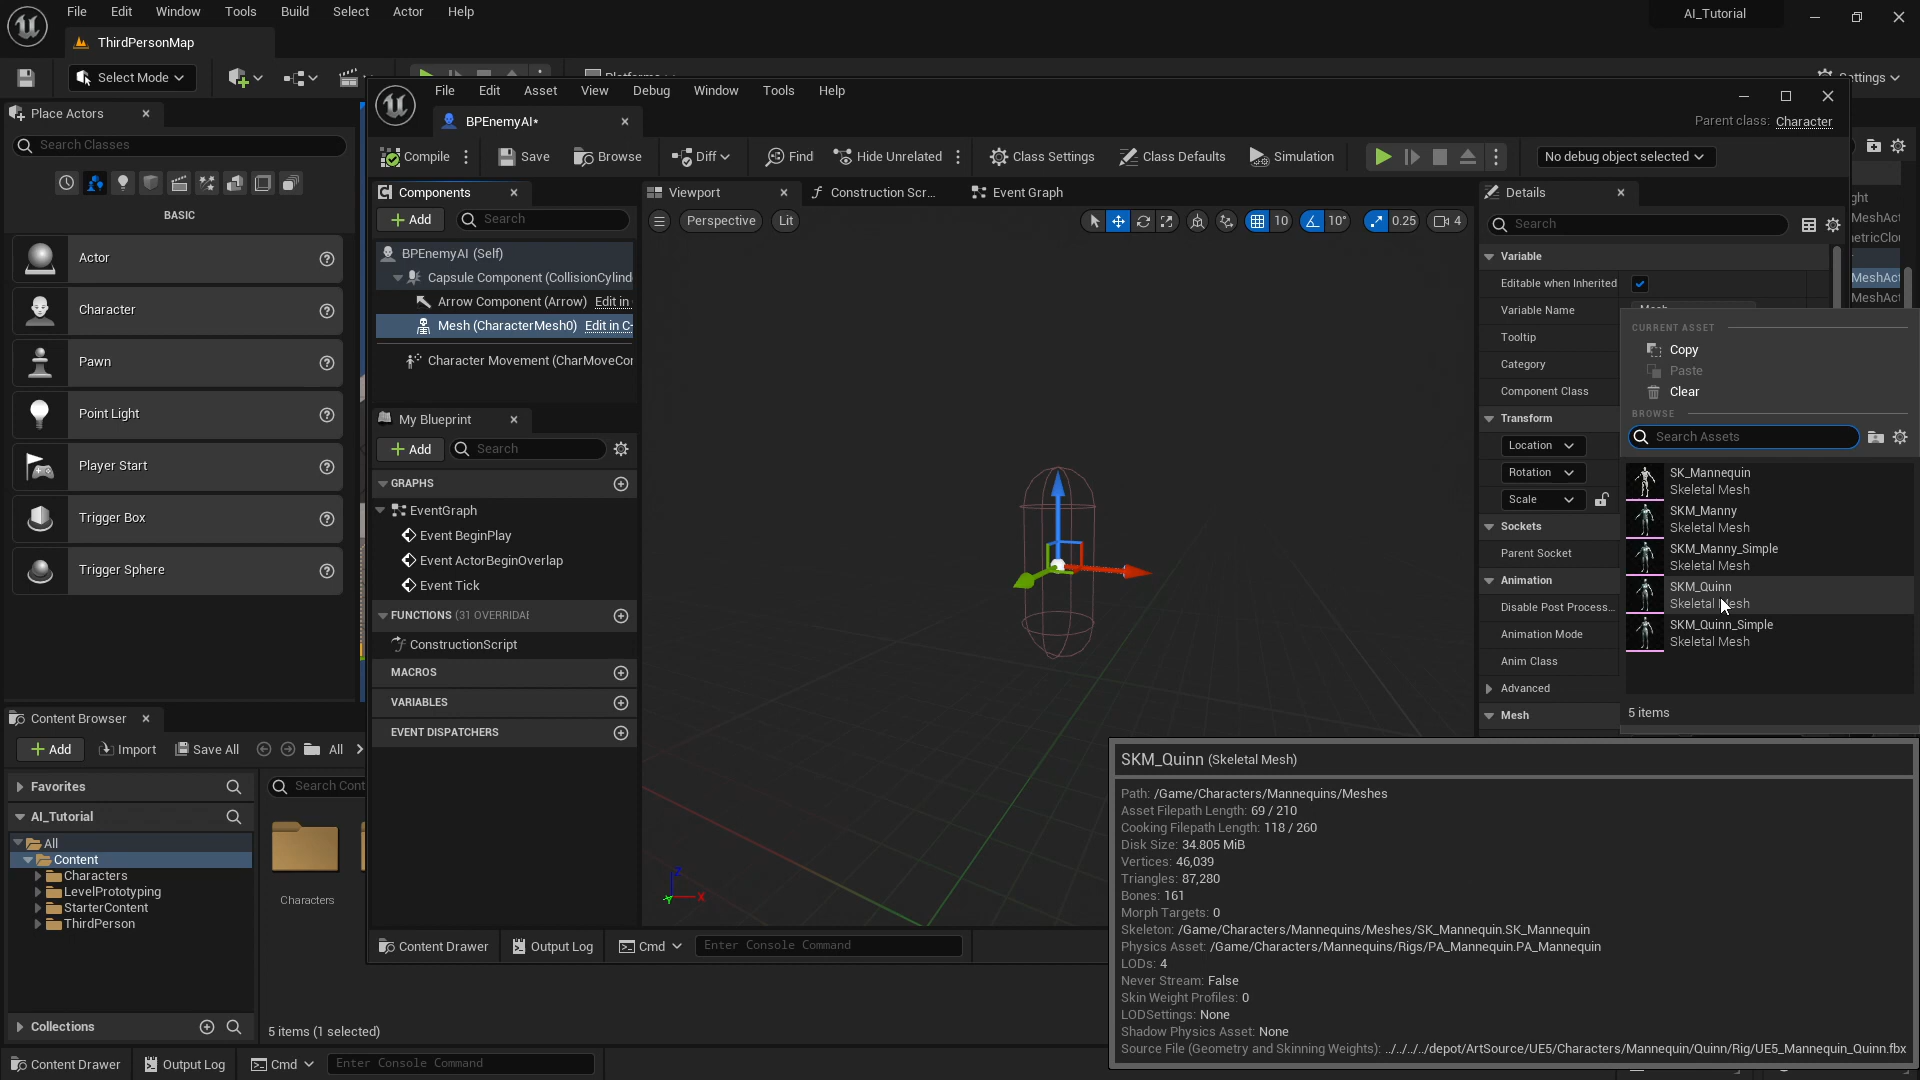 File Edit Window Tools Build Select Actor Help
AI_Tutorial
ThirdPersonMap
Select Mode
Settings
Place Actors
Search Classes
BASIC
Actor
Character
Pawn
Point Light
Player Start
Trigger Box
Trigger Sphere
File Edit Asset View Debug Window Tools Help
BPEnemyAI*
Parent class: Character
Compile
Save
Browse
Diff
Find
Hide Unrelated
Class Settings
Class Defaults
Simulation
No debug object selected
Components
Add
Search
BPEnemyAI (Self)
Capsule Component (CollisionCylind
Arrow Component (Arrow) Edit in
Mesh (CharacterMesh0) Edit in C-
Character Movement (CharMoveCor
My Blueprint
Add
Search
GRAPHS
EventGraph
Event BeginPlay
Event ActorBeginOverlap
Event Tick
FUNCTIONS (31 OVERRIDAE
ConstructionScript
MACROS
VARIABLES
EVENT DISPATCHERS
Viewport
Construction Scr...
Event Graph
Perspective
Lit
10
10°
0.25
4
Z
X
Y
Details
Search
Variable
Editable when Inherited
Variable Name
Mesh
Tooltip
Category
Component Class
Transform
Location
Rotation
Scale
Sockets
Parent Socket
Animation
Disable Post Process...
Animation Mode
Anim Class
Advanced
Mesh
ght
MeshAct
etricClo
MeshAct
MeshAct
CURRENT ASSET
Copy
Paste
Clear
BROWSE
Search Assets
SK_Mannequin
Skeletal Mesh
SKM_Manny
Skeletal Mesh
SKM_Manny_Simple
Skeletal Mesh
SKM_Quinn
Skeletal Mesh
SKM_Quinn_Simple
Skeletal Mesh
5 items
SKM_Quinn (Skeletal Mesh)
Path: /Game/Characters/Mannequins/Meshes
Asset Filepath Length: 69 / 210
Cooking Filepath Length: 118 / 260
Disk Size: 34.805 MiB
Vertices: 46,039
Triangles: 87,280
Bones: 161
Morph Targets: 0
Skeleton: /Game/Characters/Mannequins/Meshes/SK_Mannequin.SK_Mannequin
Physics Asset: /Game/Characters/Mannequins/Rigs/PA_Mannequin.PA_Mannequin
LODs: 4
Never Stream: False
Skin Weight Profiles: 0
LODSettings: None
Shadow Physics Asset: None
Source File (Geometry and Skinning Weights): ../../../../depot/ArtSource/UE5/Characters/Mannequin/Quinn/Rig/UE5_Mannequin_Quinn.fbx
Content Drawer
Output Log
Cmd
Enter Console Command
Content Browser
Add
Import
Save All
All
Favorites
Search Cont
AI_Tutorial
All
Content
Characters
LevelPrototyping
StarterContent
ThirdPerson
Characters
Collections
5 items (1 selected)
Content Drawer
Output Log
Cmd
Enter Console Command